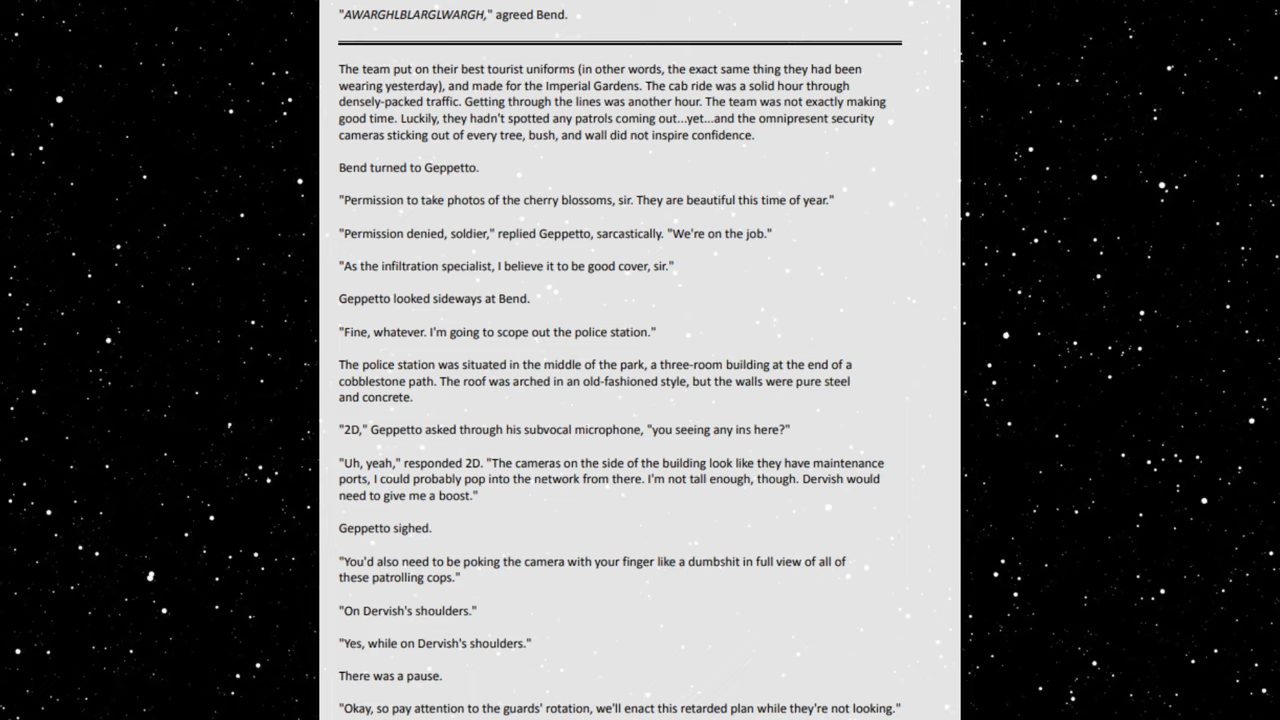 "AWARGHLBLARGLWARGH," agreed Bend.
The team put on their best tourist uniforms (in other words, the exact same thing they had been
wearing yesterday), and made for the Imperial Gardens. The cab ride was a solid hour through
densely-packed traffic. Getting through the lines was another hour. The team was not exactly making
good time. Luckily, they hadn't spotted any patrols coming out...yet...and the omnipresent security
cameras sticking out of every tree, bush, and wall did not inspire confidence.
Bend turned to Geppetto.
"Permission to take photos of the cherry blossoms, sir. They are beautiful this time of year."
"Permission denied, soldier," replied Geppetto, sarcastically. "We're on the job."
"As the infiltration specialist, I believe it to be good cover, sir."
Geppetto looked sideways at Bend.
"Fine, whatever. I'm going to scope out the police station."
The police station was situated in the middle of the park, a three-room building at the end of a
cobblestone path. The roof was arched in an old-fashioned style, but the walls were pure steel
and concrete.
"2D," Geppetto asked through his subvocal microphone, "you seeing any ins here?"
"Uh, yeah," responded 2D. "The cameras on the side of the building look like they have maintenance
ports, I could probably pop into the network from there. I'm not tall enough, though. Dervish would
need to give me a boost."
Geppetto sighed.
"You'd also need to be poking the camera with your finger like a dumbshit in full view of all of
these patrolling cops."
"On Dervish's shoulders."
"Yes, while on Dervish's shoulders."
There was a pause.
"Okay, so pay attention to the guards' rotation, we'll enact this retarded plan while they're not looking."